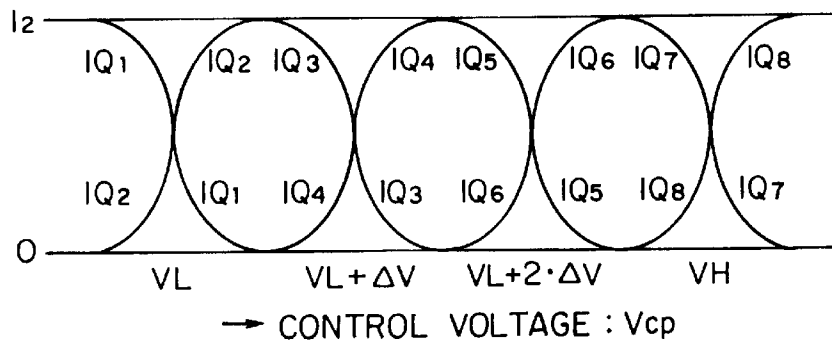 I2
IQ1 IQ2 IQ3 IQ4 IQ5 IQ6 IQ7 IQ8
IQ2 IQ1 IQ4 IQ3 IQ6 IQ5 IQ8 IQ7
0
VL VL+ΔV VL+2·ΔV VH
→ CONTROL VOLTAGE : Vcp